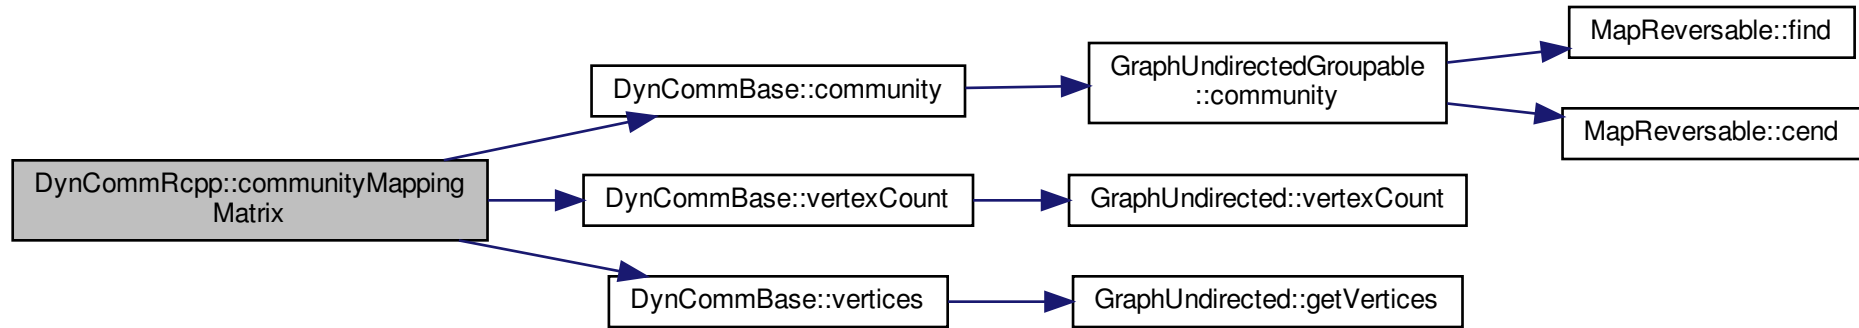 DynCommRcpp::communityMapping
Matrix
DynCommBase::community
GraphUndirectedGroupable
::community
MapReversable::find
MapReversable::cend
DynCommBase::vertexCount
GraphUndirected::vertexCount
DynCommBase::vertices
GraphUndirected::getVertices